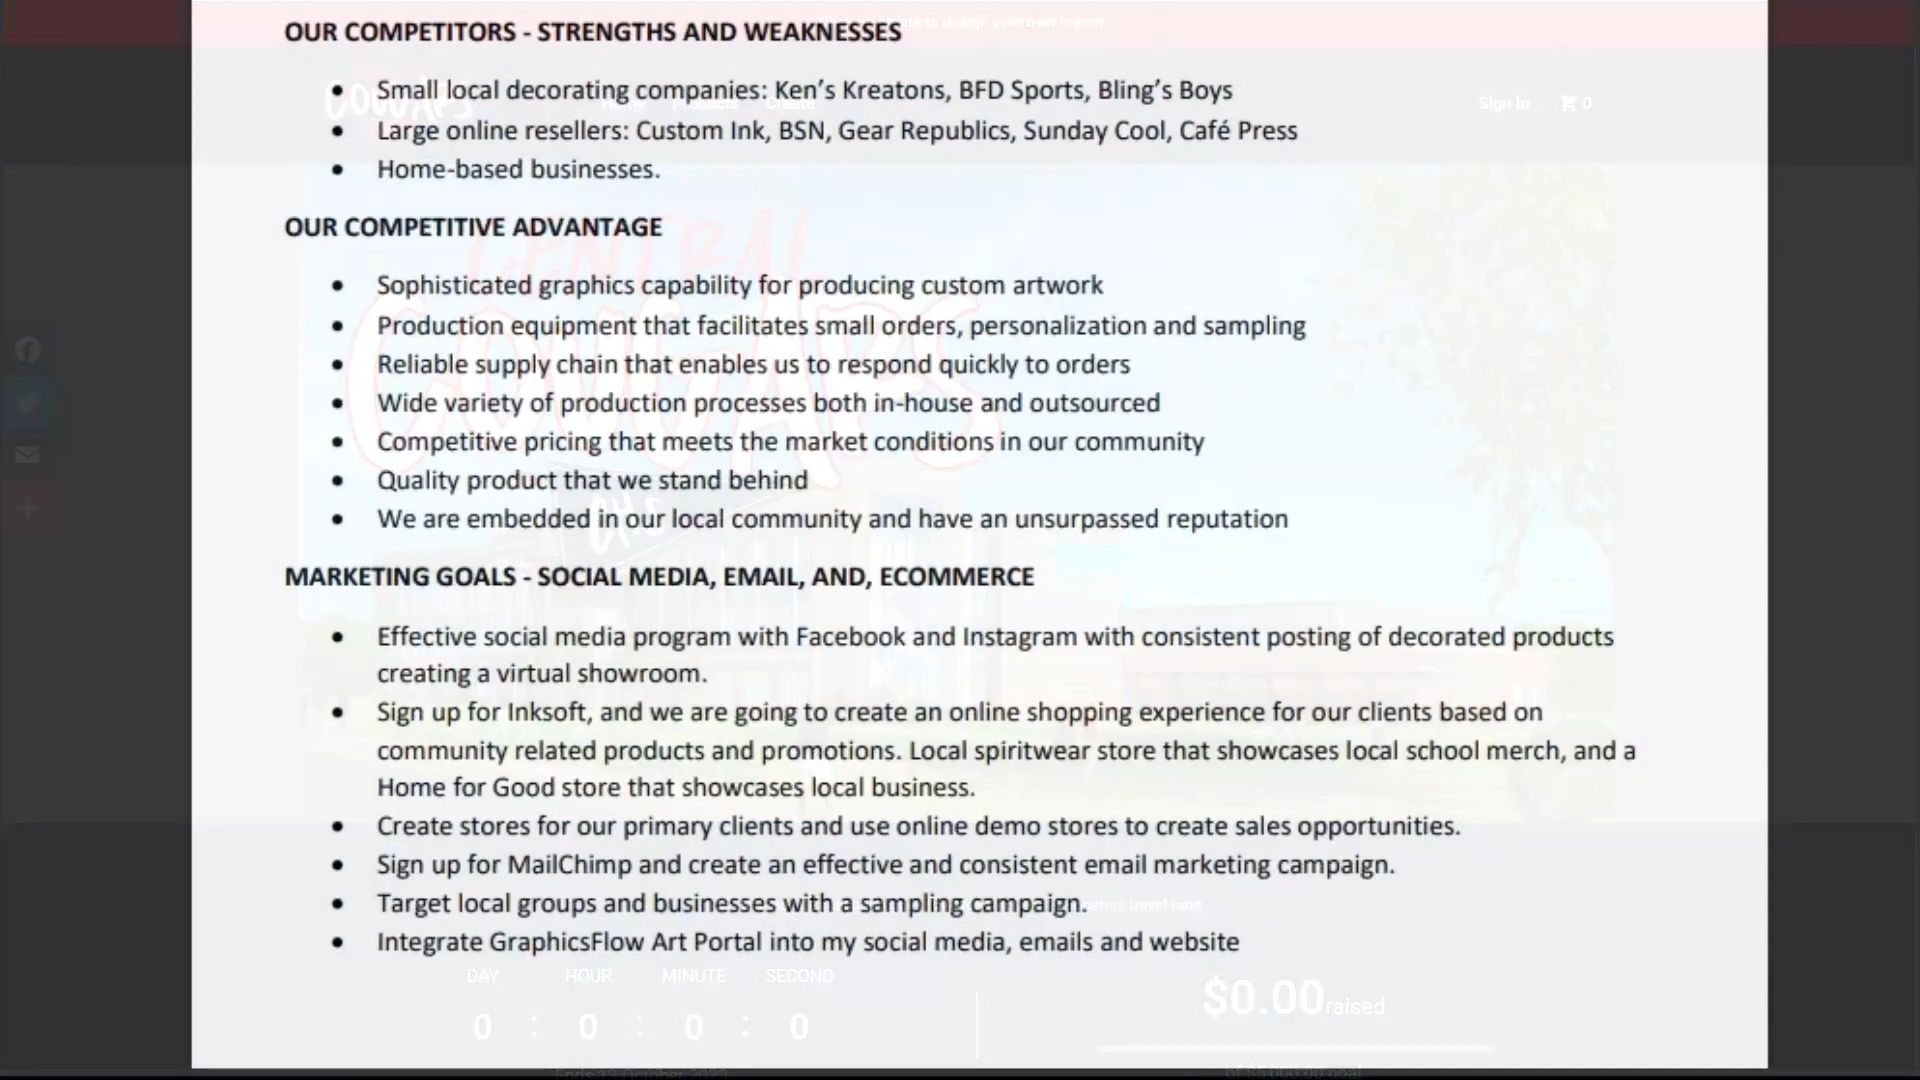 OUR COMPETITORS - STRENGTHS AND WEAKNESSES
COUGARS
Sign In 0
• Small local decorating companies: Ken’s Kreatons, BFD Sports, Bling’s Boys
• Large online resellers: Custom Ink, BSN, Gear Republics, Sunday Cool, Café Press
• Home-based businesses.
OUR COMPETITIVE ADVANTAGE
CENTRAL
COUGARS
CHS
• Sophisticated graphics capability for producing custom artwork
• Production equipment that facilitates small orders, personalization and sampling
• Reliable supply chain that enables us to respond quickly to orders
• Wide variety of production processes both in-house and outsourced
• Competitive pricing that meets the market conditions in our community
• Quality product that we stand behind
• We are embedded in our local community and have an unsurpassed reputation
MARKETING GOALS - SOCIAL MEDIA, EMAIL, AND, ECOMMERCE
• Effective social media program with Facebook and Instagram with consistent posting of decorated products
creating a virtual showroom.
• Sign up for Inksoft, and we are going to create an online shopping experience for our clients based on
community related products and promotions. Local spiritwear store that showcases local school merch, and a
Home for Good store that showcases local business.
• Create stores for our primary clients and use online demo stores to create sales opportunities.
• Sign up for MailChimp and create an effective and consistent email marketing campaign.
• Target local groups and businesses with a sampling campaign.
• Integrate GraphicsFlow Art Portal into my social media, emails and website
DAY HOUR MINUTE SECOND
0 : 0 : 0 : 0
$0.00 raised